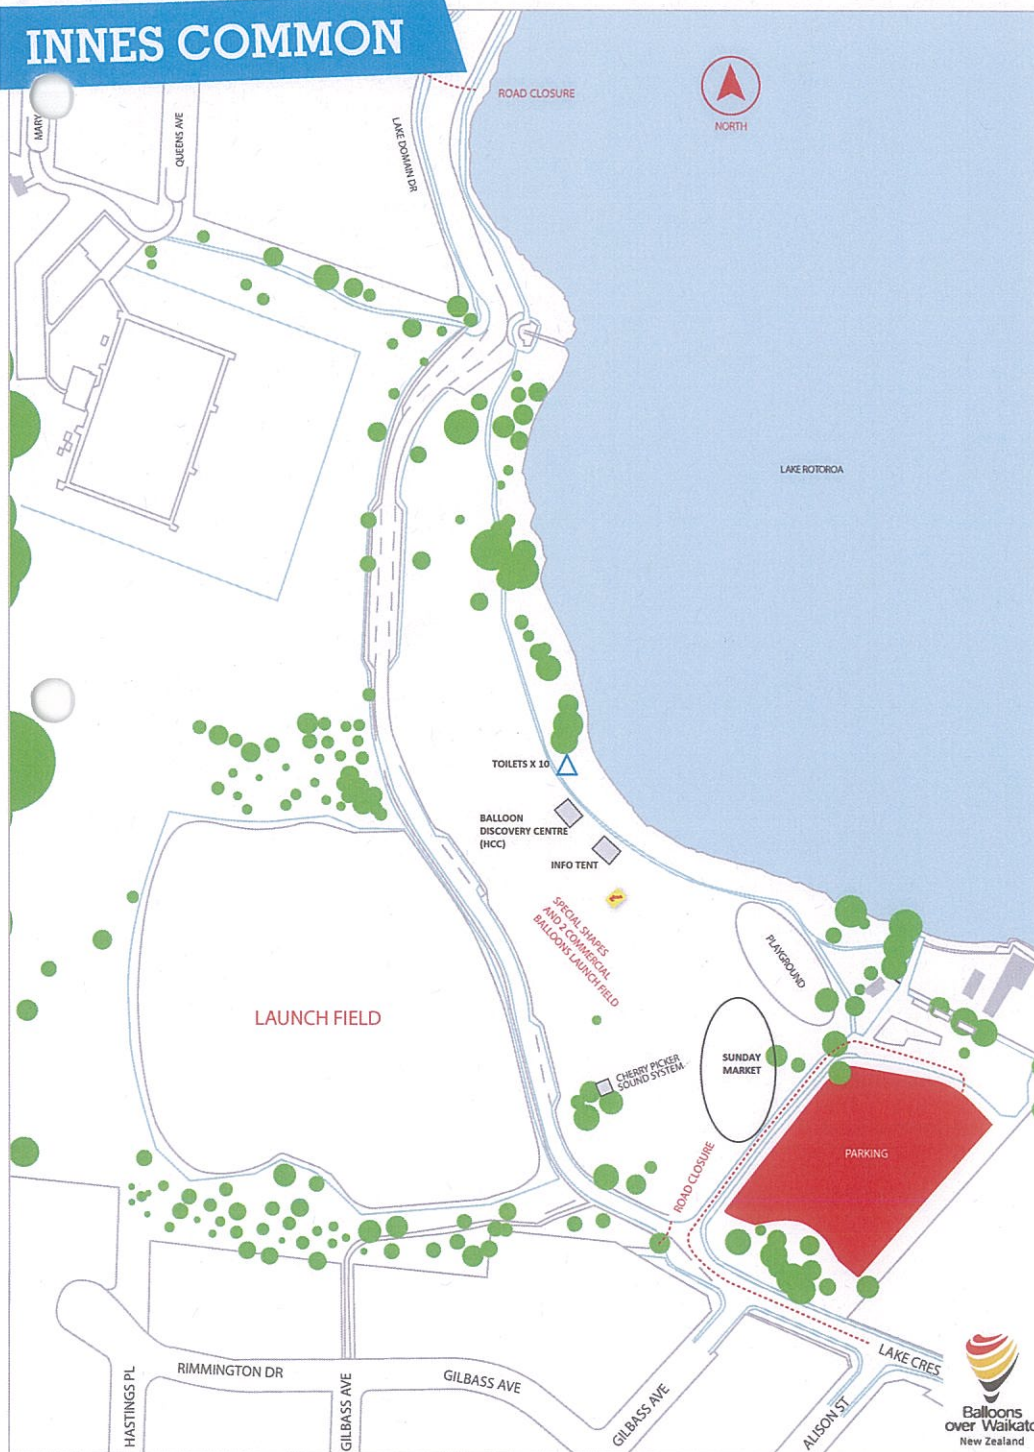 INNES COMMON
ROAD CLOSURE
NORTH
MARY
QUEENS AVE
LAKE DOMAIN DR
LAKE ROTOROA
TOILETS X 10
BALLOON
DISCOVERY CENTRE
(HCC)
INFO TENT
SPECIAL SHAPES
AND 2 COMMERCIAL
BALLOONS LAUNCH FIELD
PLAYGROUND
LAUNCH FIELD
SUNDAY
MARKET
CHERRY PICKER
SOUND SYSTEM
PARKING
ROAD CLOSURE
LAKE CRES
RIMMINGTON DR
GILBASS AVE
HASTINGS PL
GILBASS AVE
GILBASS AVE
ALISON ST
Balloons
over Waikato
New Zealand